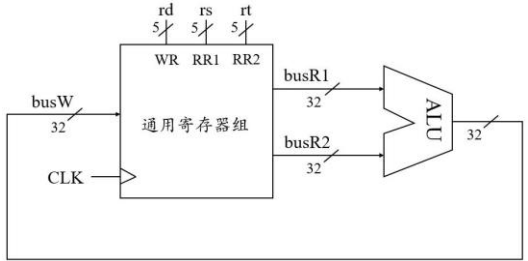 rd rs rt
5 5 5
WR RR1 RR2
busW
32
busR1
32
通用寄存器组
ALU
32
busR2
32
CLK